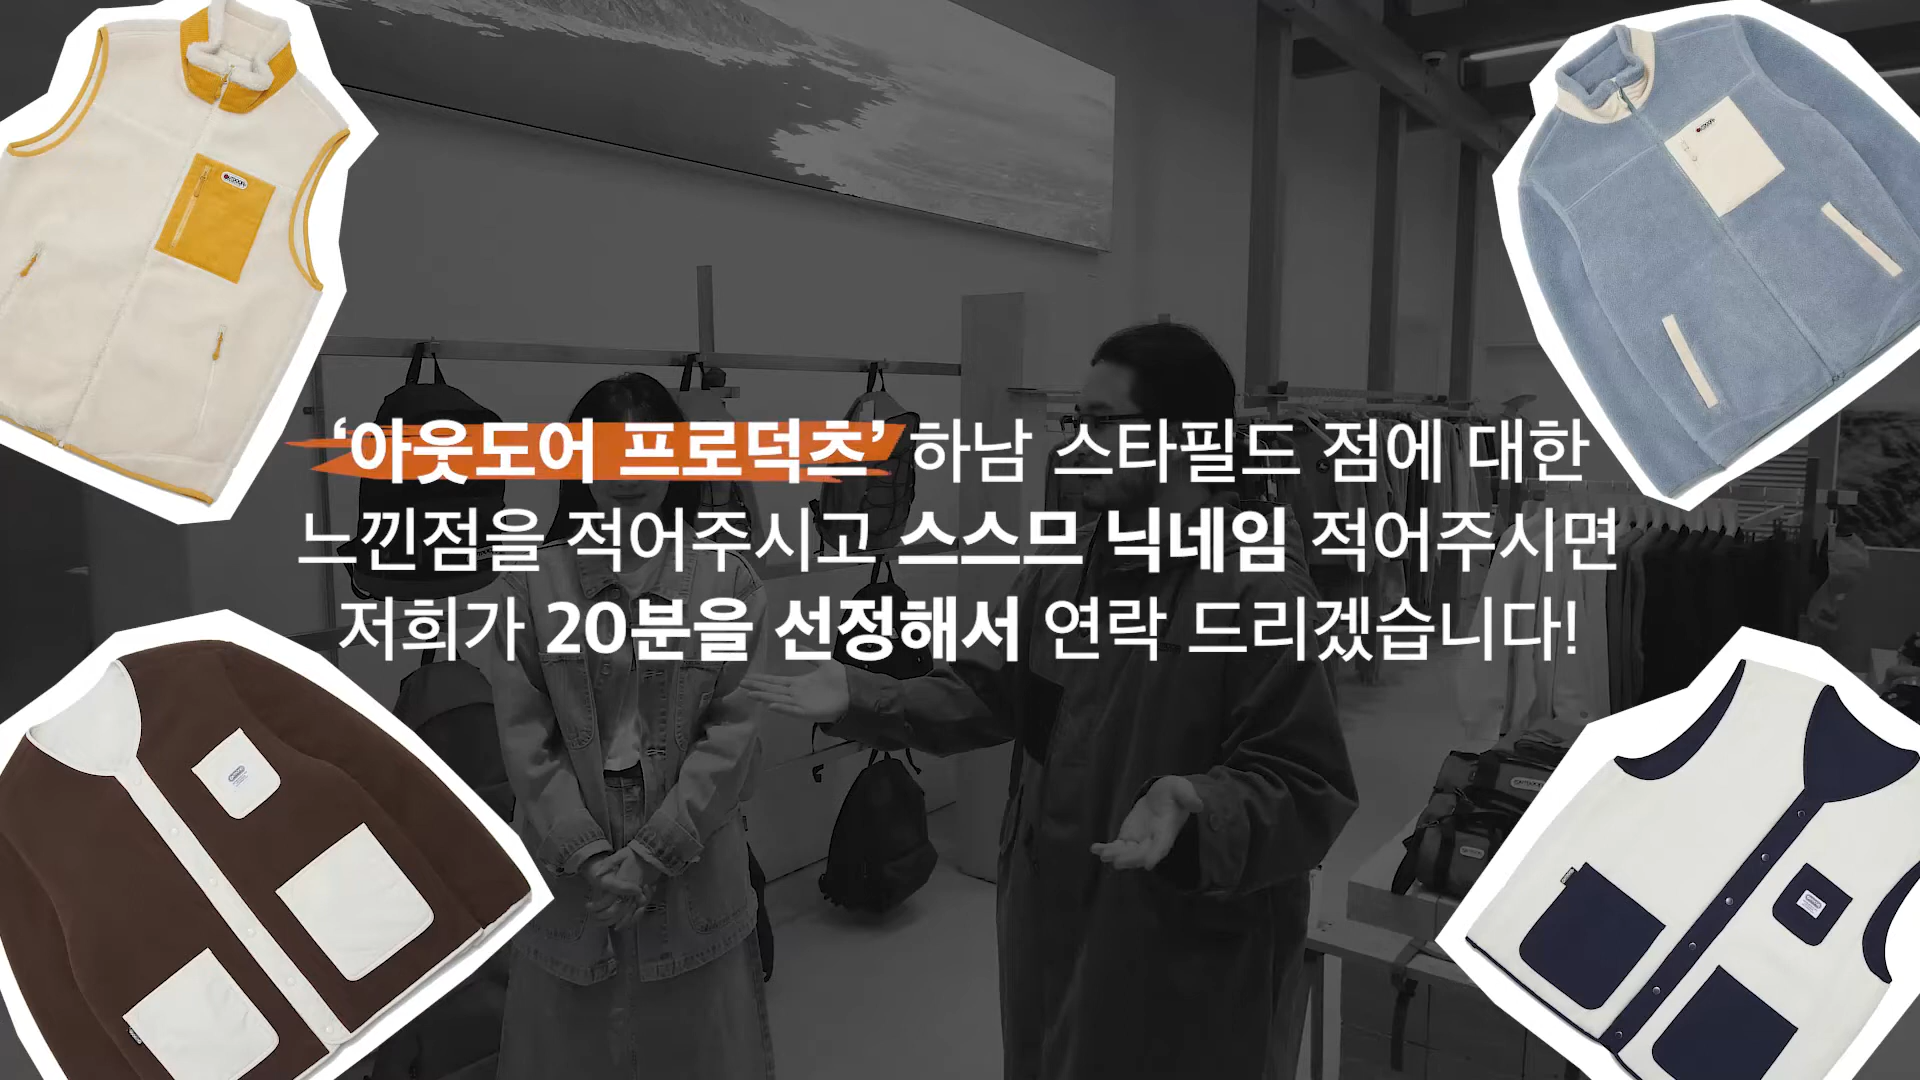 ‘아웃도어 프로덕츠’ 하남 스타필드 점에 대한
느낀점을 적어주시고 스스므 닉네임 적어주시면
저희가 20분을 선정해서 연락 드리겠습니다!